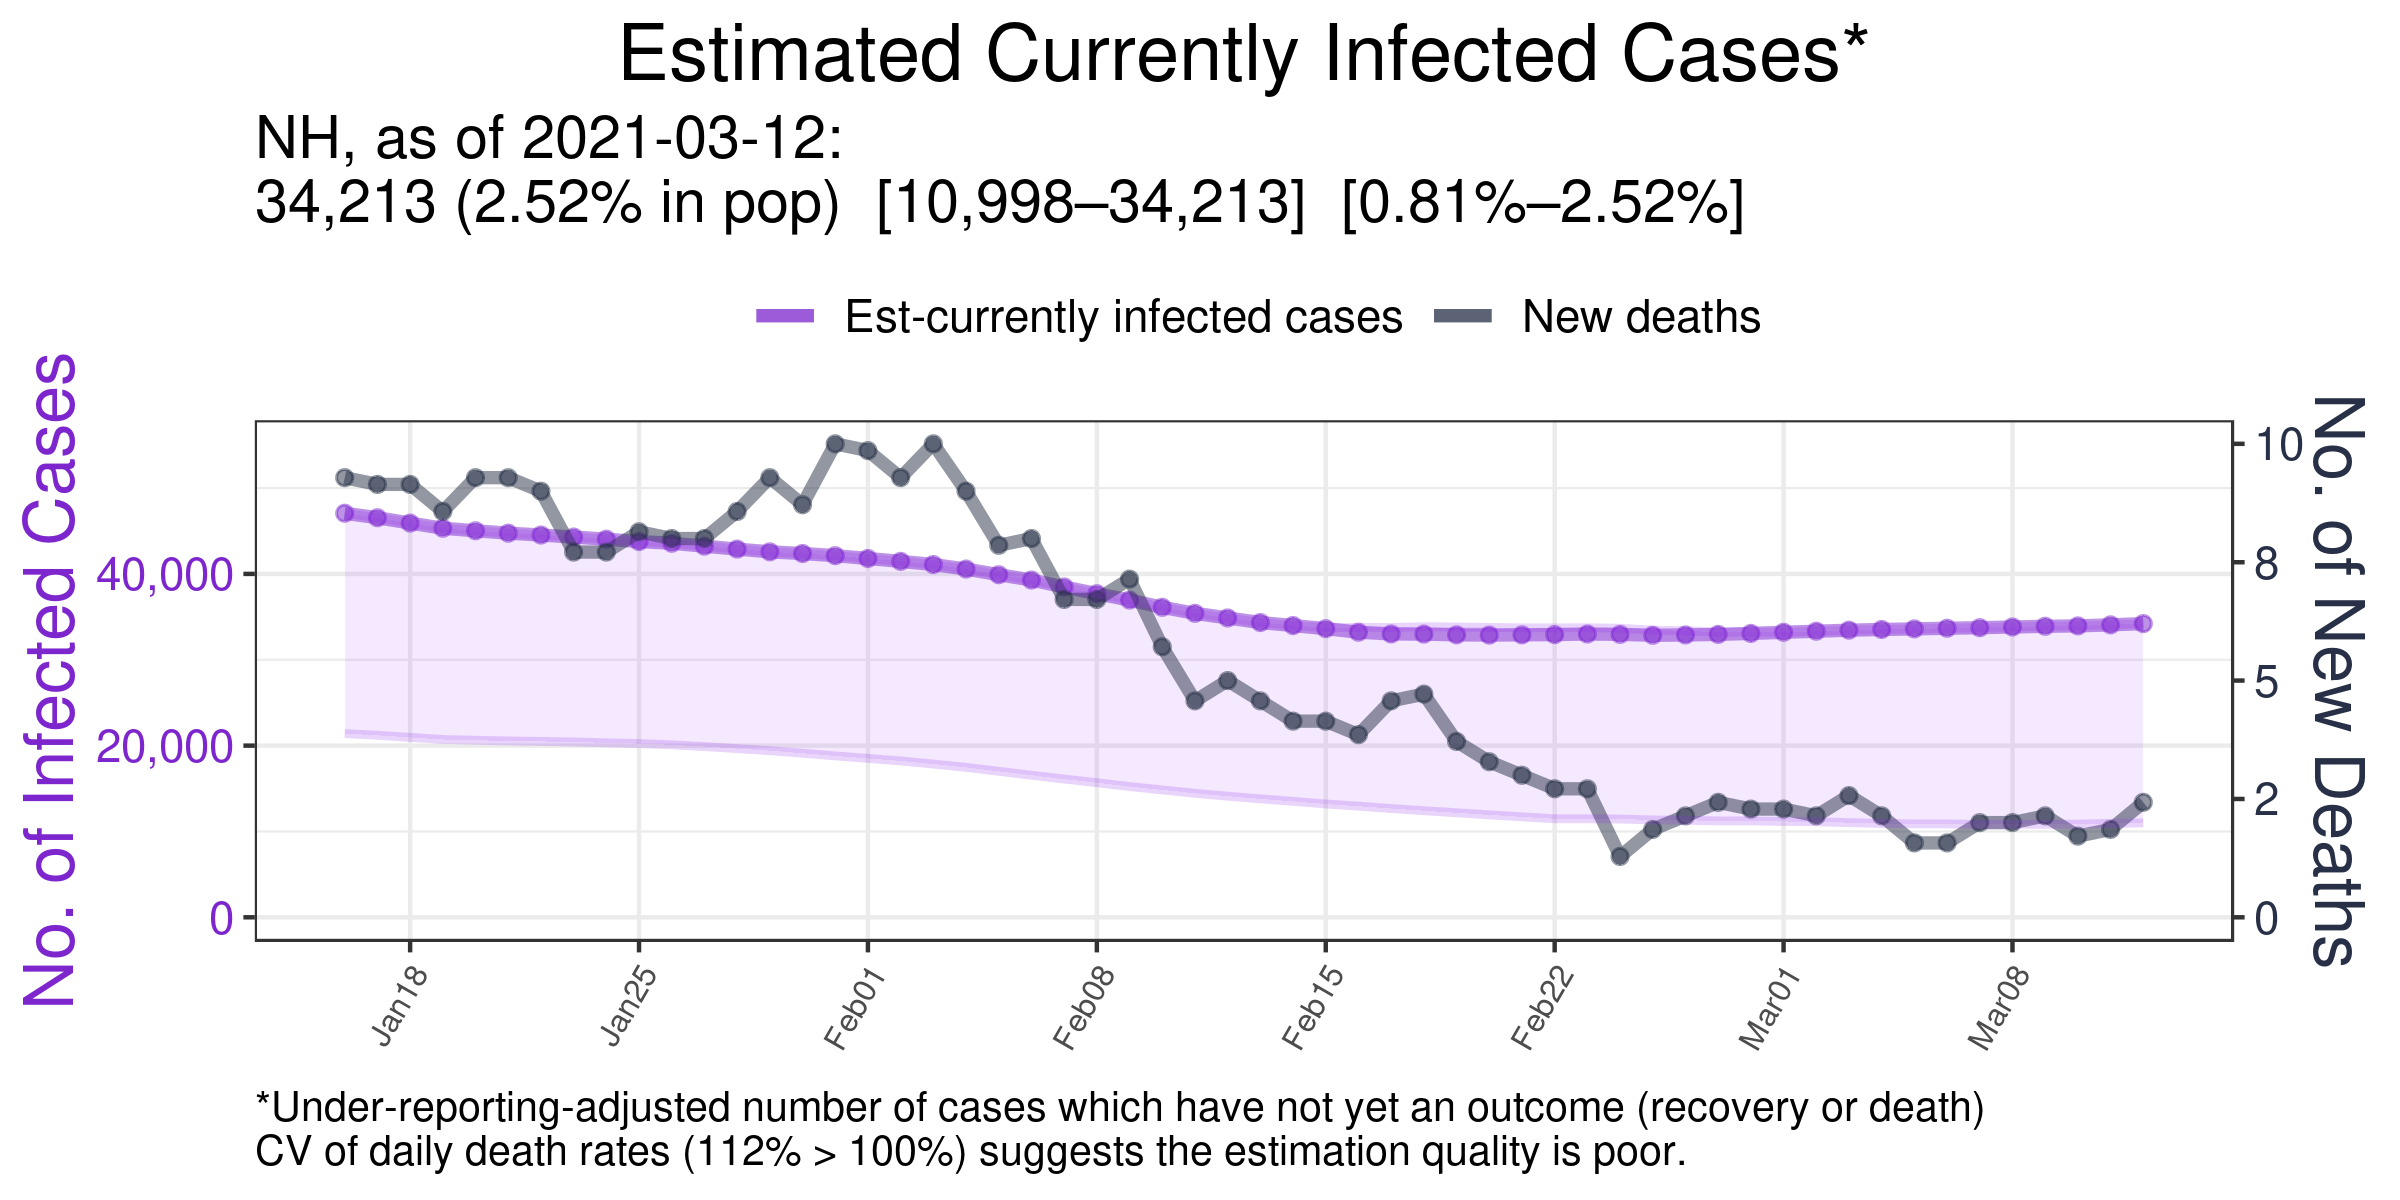 Estimated Currently Infected Cases*
NH, as of 2021-03-12:
34,213 (2.52% in pop)  [10,998–34,213]  [0.81%–2.52%]
Est-currently infected cases
New deaths
No. of Infected Cases
40,000
20,000
0
10
8
5
2
0
No. of New Deaths
Jan18
Jan25
Feb01
Feb08
Feb15
Feb22
Mar01
Mar08
*Under-reporting-adjusted number of cases which have not yet an outcome (recovery or death)
CV of daily death rates (112% > 100%) suggests the estimation quality is poor.